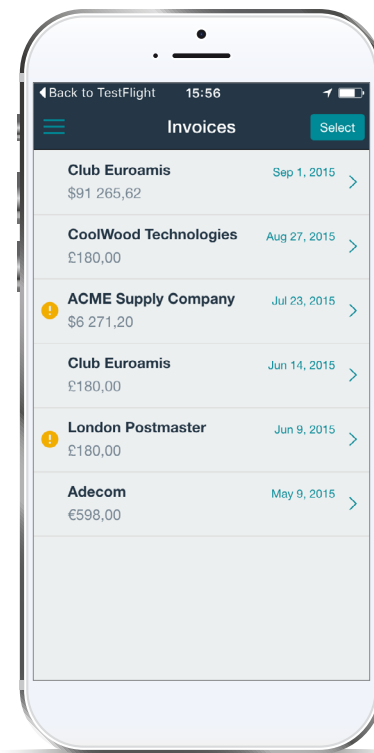 Back to TestFlight 15:56
Invoices Select
Club Euroamis Sep 1, 2015
$91 265,62
CoolWood Technologies Aug 27, 2015
£180,00
ACME Supply Company Jul 23, 2015
$6 271,20
Club Euroamis Jun 14, 2015
£180,00
London Postmaster Jun 9, 2015
£180,00
Adecom May 9, 2015
€598,00